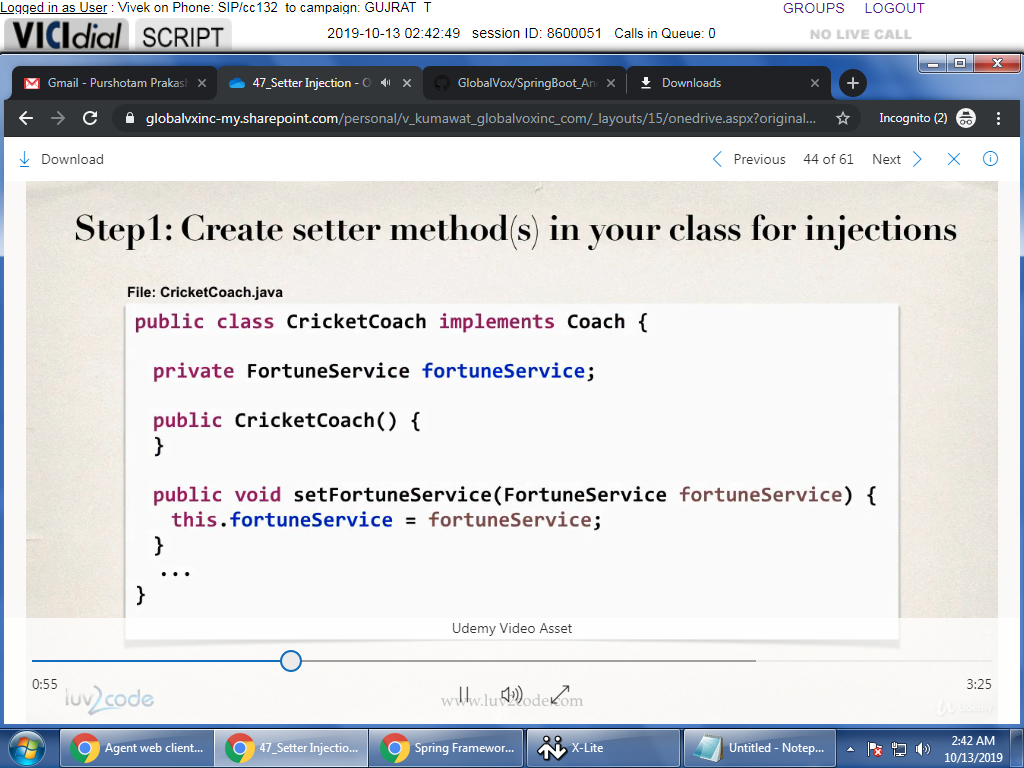 Logged in as User : Vivek on Phone: SIP/cc132 to campaign: GUJRAT_T
GROUPS LOGOUT
VICIdial SCRIPT
2019-10-13 02:42:49 session ID: 8600051 Calls in Queue: 0
NO LIVE CALL
Gmail - Purshotam Prakas
47_Setter Injection - O
GlobalVox/SpringBoot_An
Downloads
globalvxinc-my.sharepoint.com/personal/v_kumawat_globalvoxinc_com/_layouts/15/onedrive.aspx?original...
Incognito (2)
Download
Previous 44 of 61 Next
Step1: Create setter method(s) in your class for injections
File: CricketCoach.java
public class CricketCoach implements Coach {
private FortuneService fortuneService;
public CricketCoach() {
}
public void setFortuneService(FortuneService fortuneService) {
this.fortuneService = fortuneService;
}
...
}
Udemy Video Asset
0:55
3:25
luv2code
www.luv2code.com
Udemy
Agent web client...
47_Setter Injectio...
Spring Framewor...
X-Lite
Untitled - Notep...
2:42 AM
10/13/2019